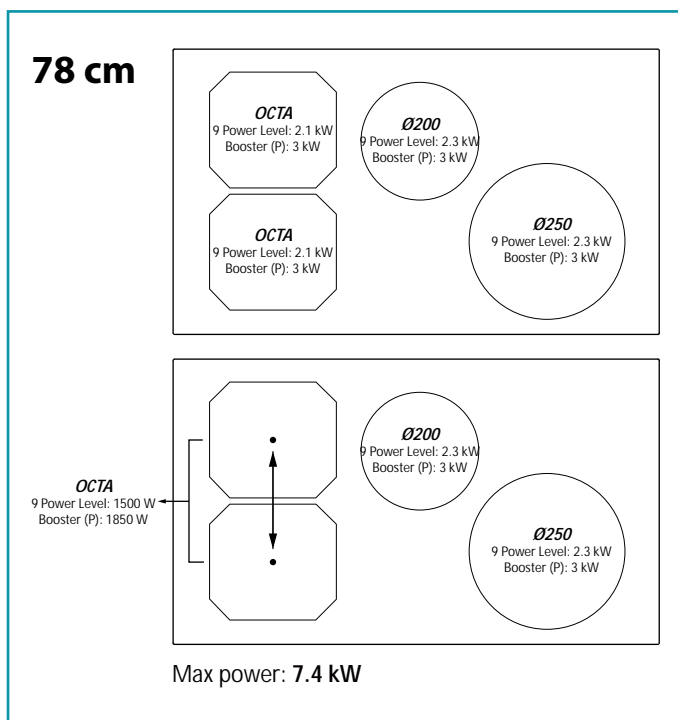 78 cm
OCTA
9 Power Level: 2.1 kW
Booster (P): 3 kW
Ø200
9 Power Level: 2.3 kW
Booster (P): 3 kW
OCTA
9 Power Level: 2.1 kW
Booster (P): 3 kW
Ø250
9 Power Level: 2.3 kW
Booster (P): 3 kW
Ø200
9 Power Level: 2.3 kW
Booster (P): 3 kW
OCTA
9 Power Level: 1500 W
Booster (P): 1850 W
Ø250
9 Power Level: 2.3 kW
Booster (P): 3 kW
Max power: 7.4 kW